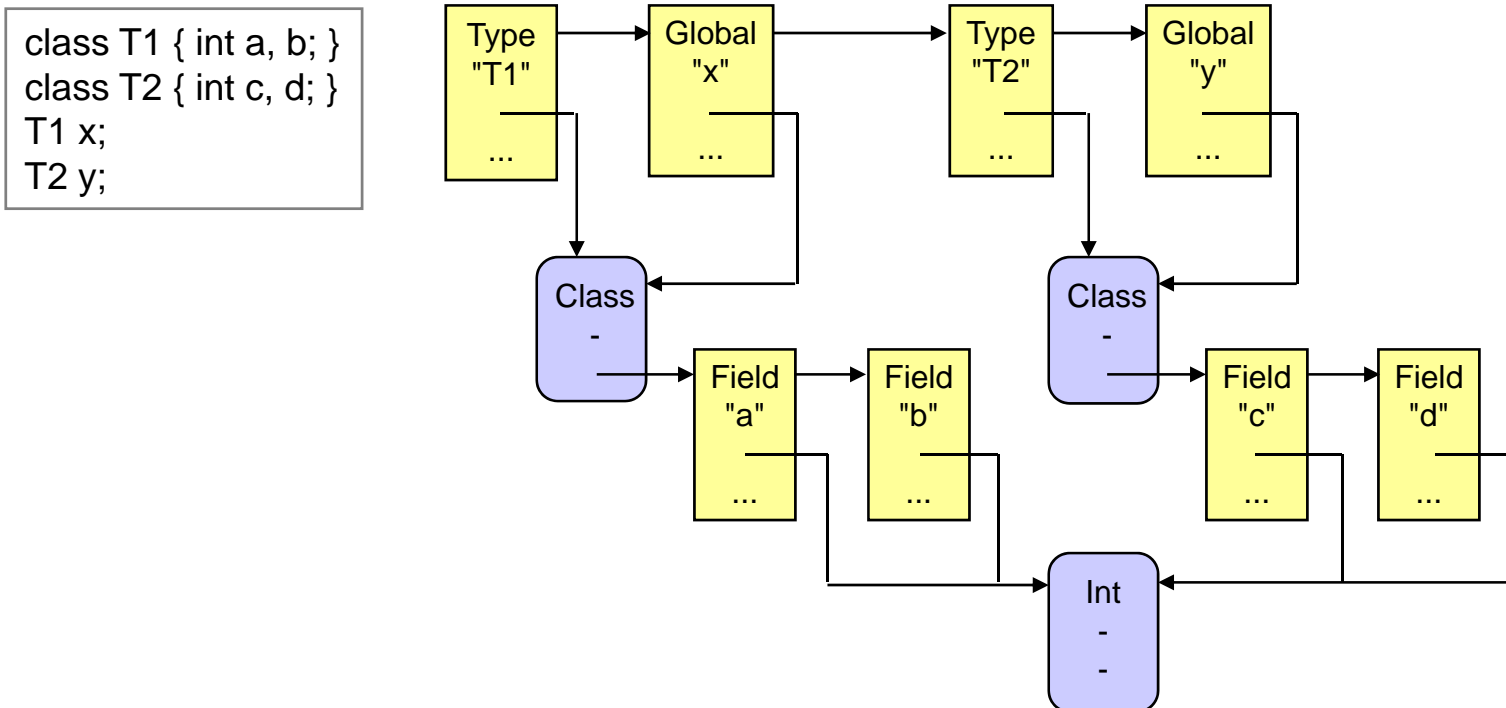 class T1 { int a, b; }
class T2 { int c, d; }
T1 x;
T2 y;
Type
"T1"
...
Global
"x"
...
Type
"T2"
...
Global
"y"
...
Class
-
Class
-
Field
"a"
...
Field
"b"
...
Field
"c"
...
Field
"d"
...
Int
-
-